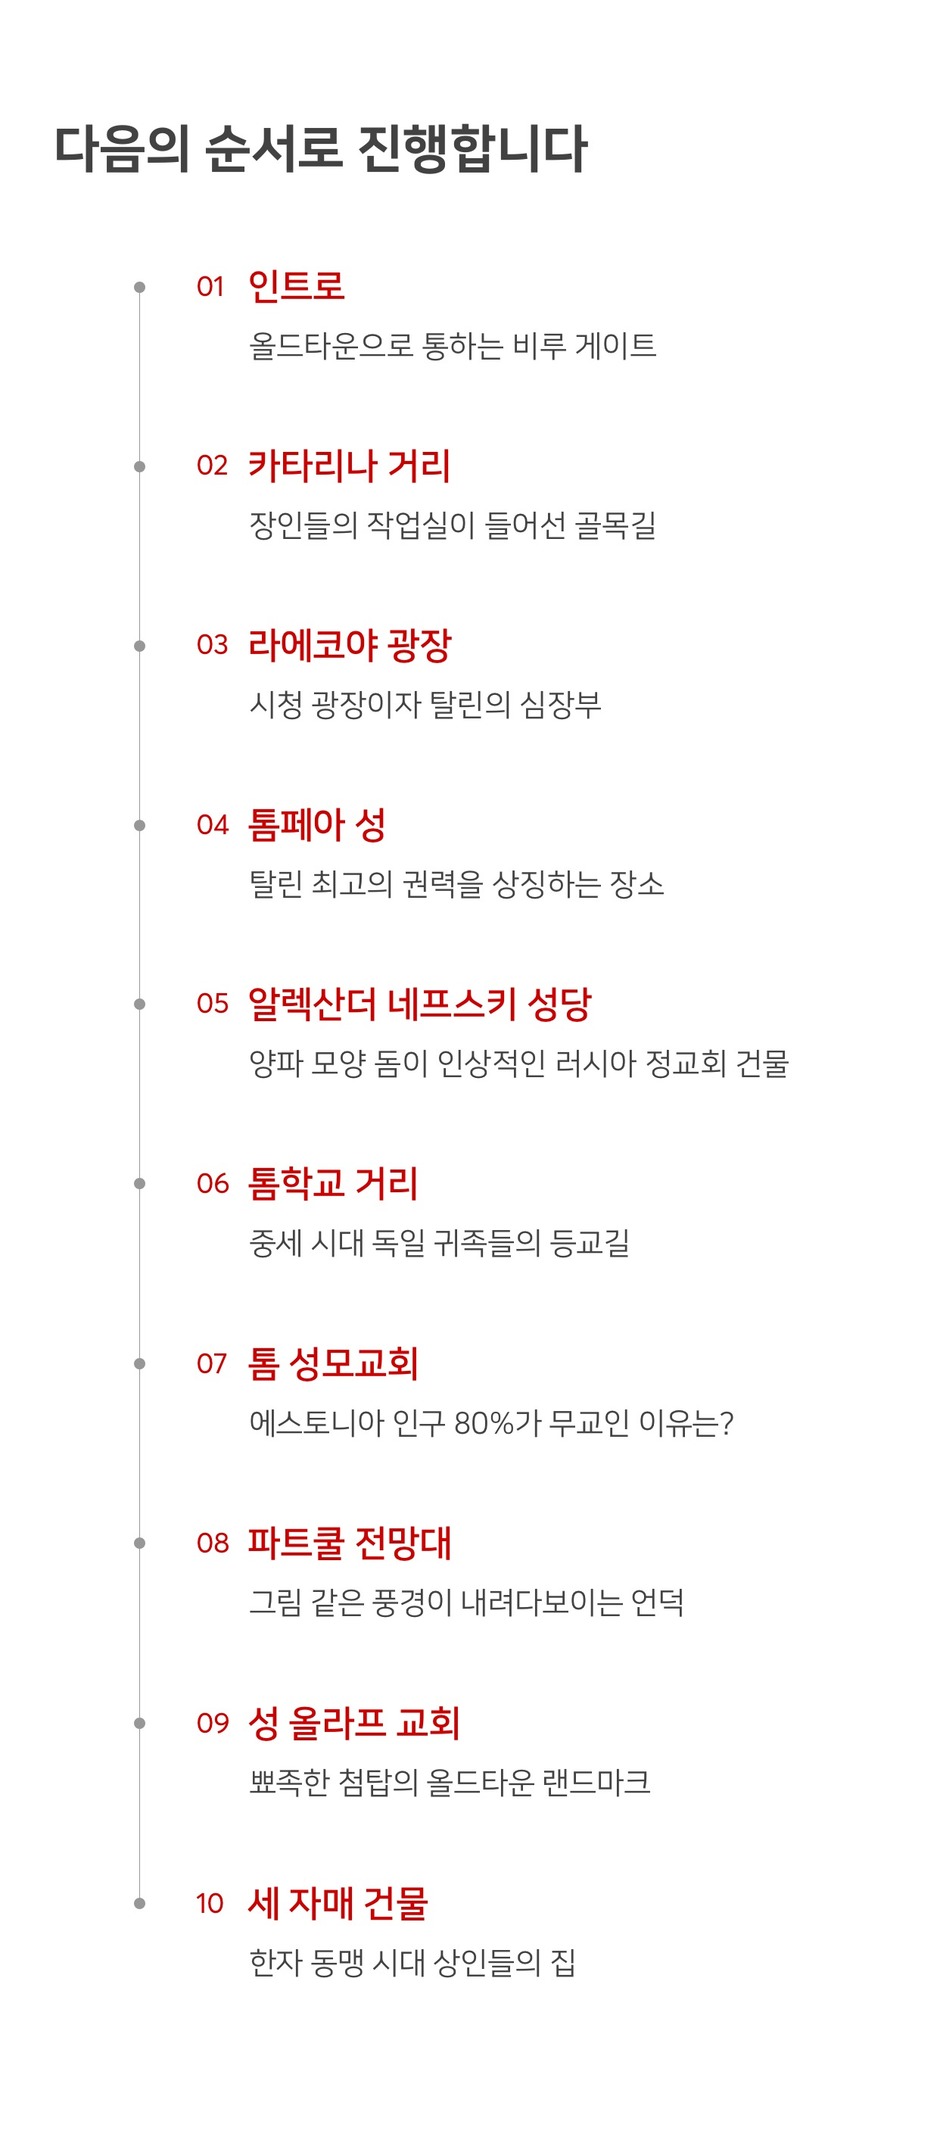 다음의 순서로 진행합니다
01 인트로
올드타운으로 통하는 비루 게이트
02 카타리나 거리
장인들의 작업실이 들어선 골목길
03 라에코야 광장
시청 광장이자 탈린의 심장부
04 톰페아 성
탈린 최고의 권력을 상징하는 장소
05 알렉산더 네프스키 성당
양파 모양 돔이 인상적인 러시아 정교회 건물
06 톰학교 거리
중세 시대 독일 귀족들의 등교길
07 톰 성모교회
에스토니아 인구 80%가 무교인 이유는?
08 파트쿨 전망대
그림 같은 풍경이 내려다보이는 언덕
09 성 올라프 교회
뾰족한 첨탑의 올드타운 랜드마크
10 세 자매 건물
한자 동맹 시대 상인들의 집